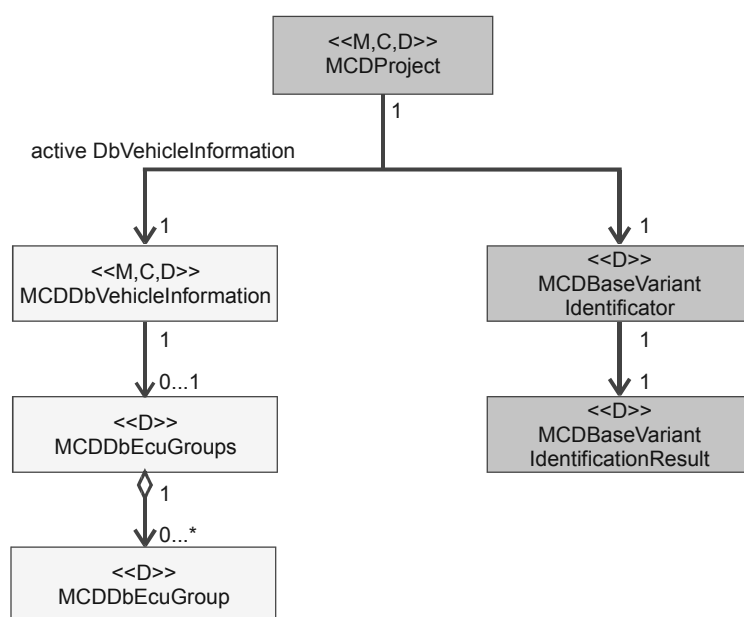 <<M,C,D>>
MCDProject
1
active DbVehicleInformation
1
1
<<M,C,D>>
MCDDbVehicleInformation
<<D>>
MCDBaseVariant
Identificator
1
1
0...1
1
<<D>>
MCDDbEcuGroups
<<D>>
MCDBaseVariant
IdentificationResult
1
0...*
<<D>>
MCDDbEcuGroup